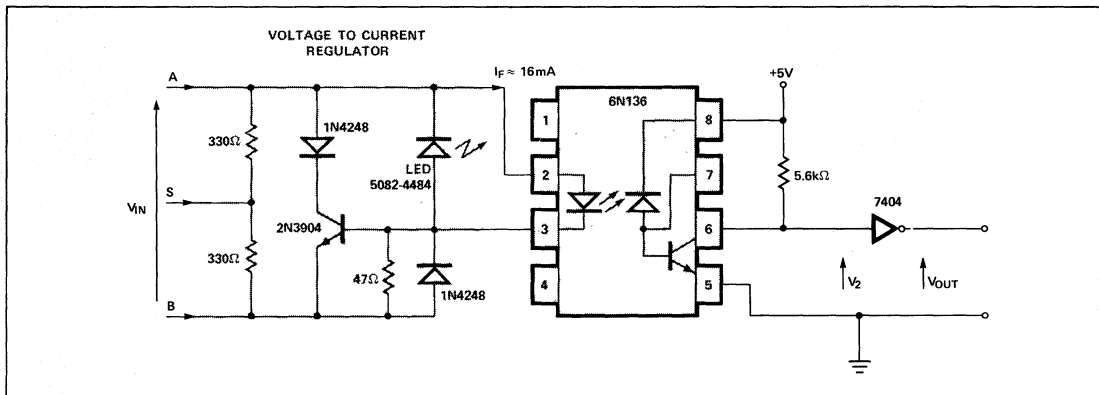 VOLTAGE TO CURRENT
REGULATOR
A
I_F ≈ 16mA
+5V
6N136
1N4248
1
8
330Ω
LED
5082-4484
2
7
5.6kΩ
7404
S
V_IN
2N3904
3
6
330Ω
47Ω
1N4248
4
5
V_2
V_OUT
B